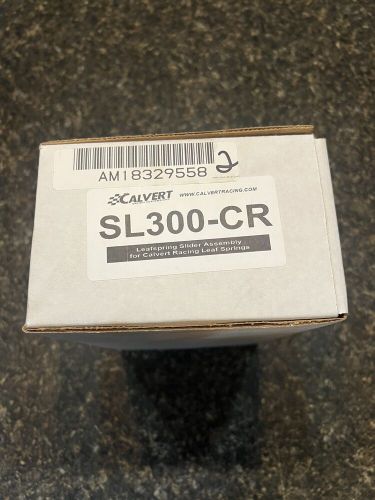 AM18329558 2
CALVERT WWW.CALVERTRACING.COM
SL300-CR
Leafspring Slider Assembly
for Calvert Racing Leaf Springs